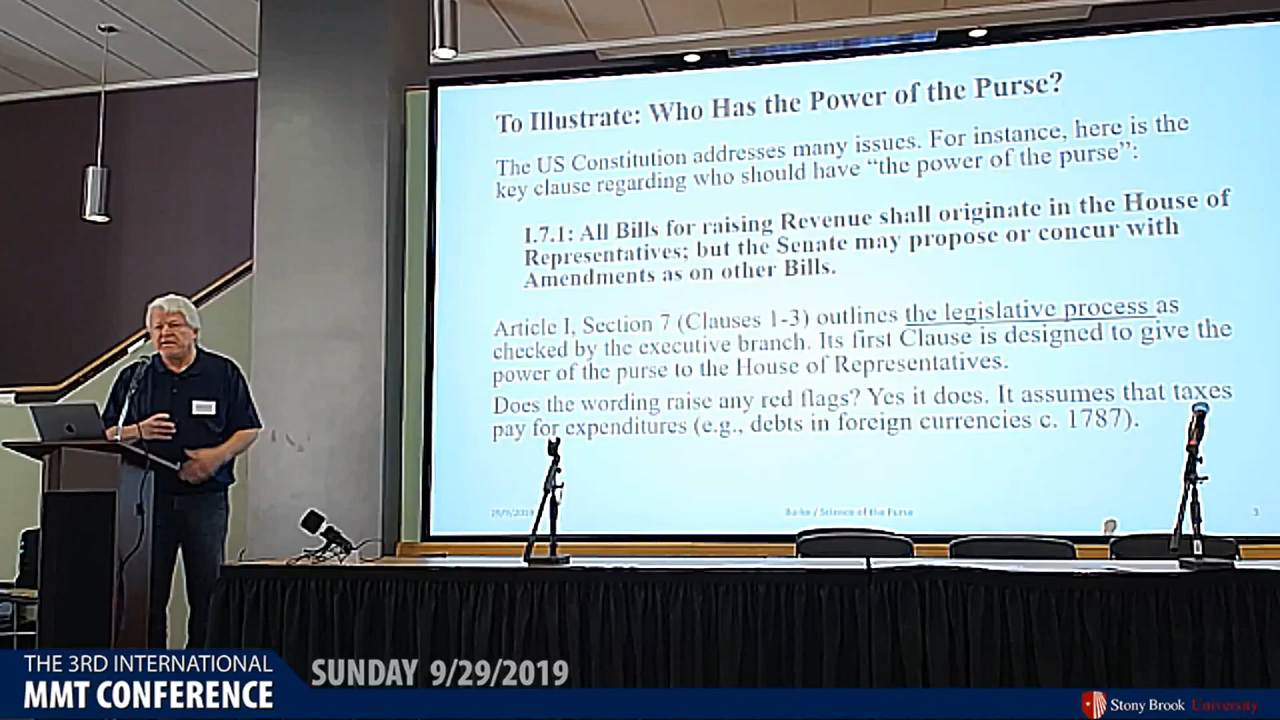 To Illustrate: Who Has the Power of the Purse?
The US Constitution addresses many issues. For instance, here is the
key clause regarding who should have “the power of the purse”:
I.7.1: All Bills for raising Revenue shall originate in the House of
Representatives; but the Senate may propose or concur with
Amendments as on other Bills.
Article I, Section 7 (Clauses 1-3) outlines the legislative process as
checked by the executive branch. Its first Clause is designed to give the
power of the purse to the House of Representatives.
Does the wording raise any red flags? Yes it does. It assumes that taxes
pay for expenditures (e.g., debts in foreign currencies c. 1787).
/ Science of the Purse
3
THE 3RD INTERNATIONAL
MMT CONFERENCE
SUNDAY 9/29/2019
Stony Brook University